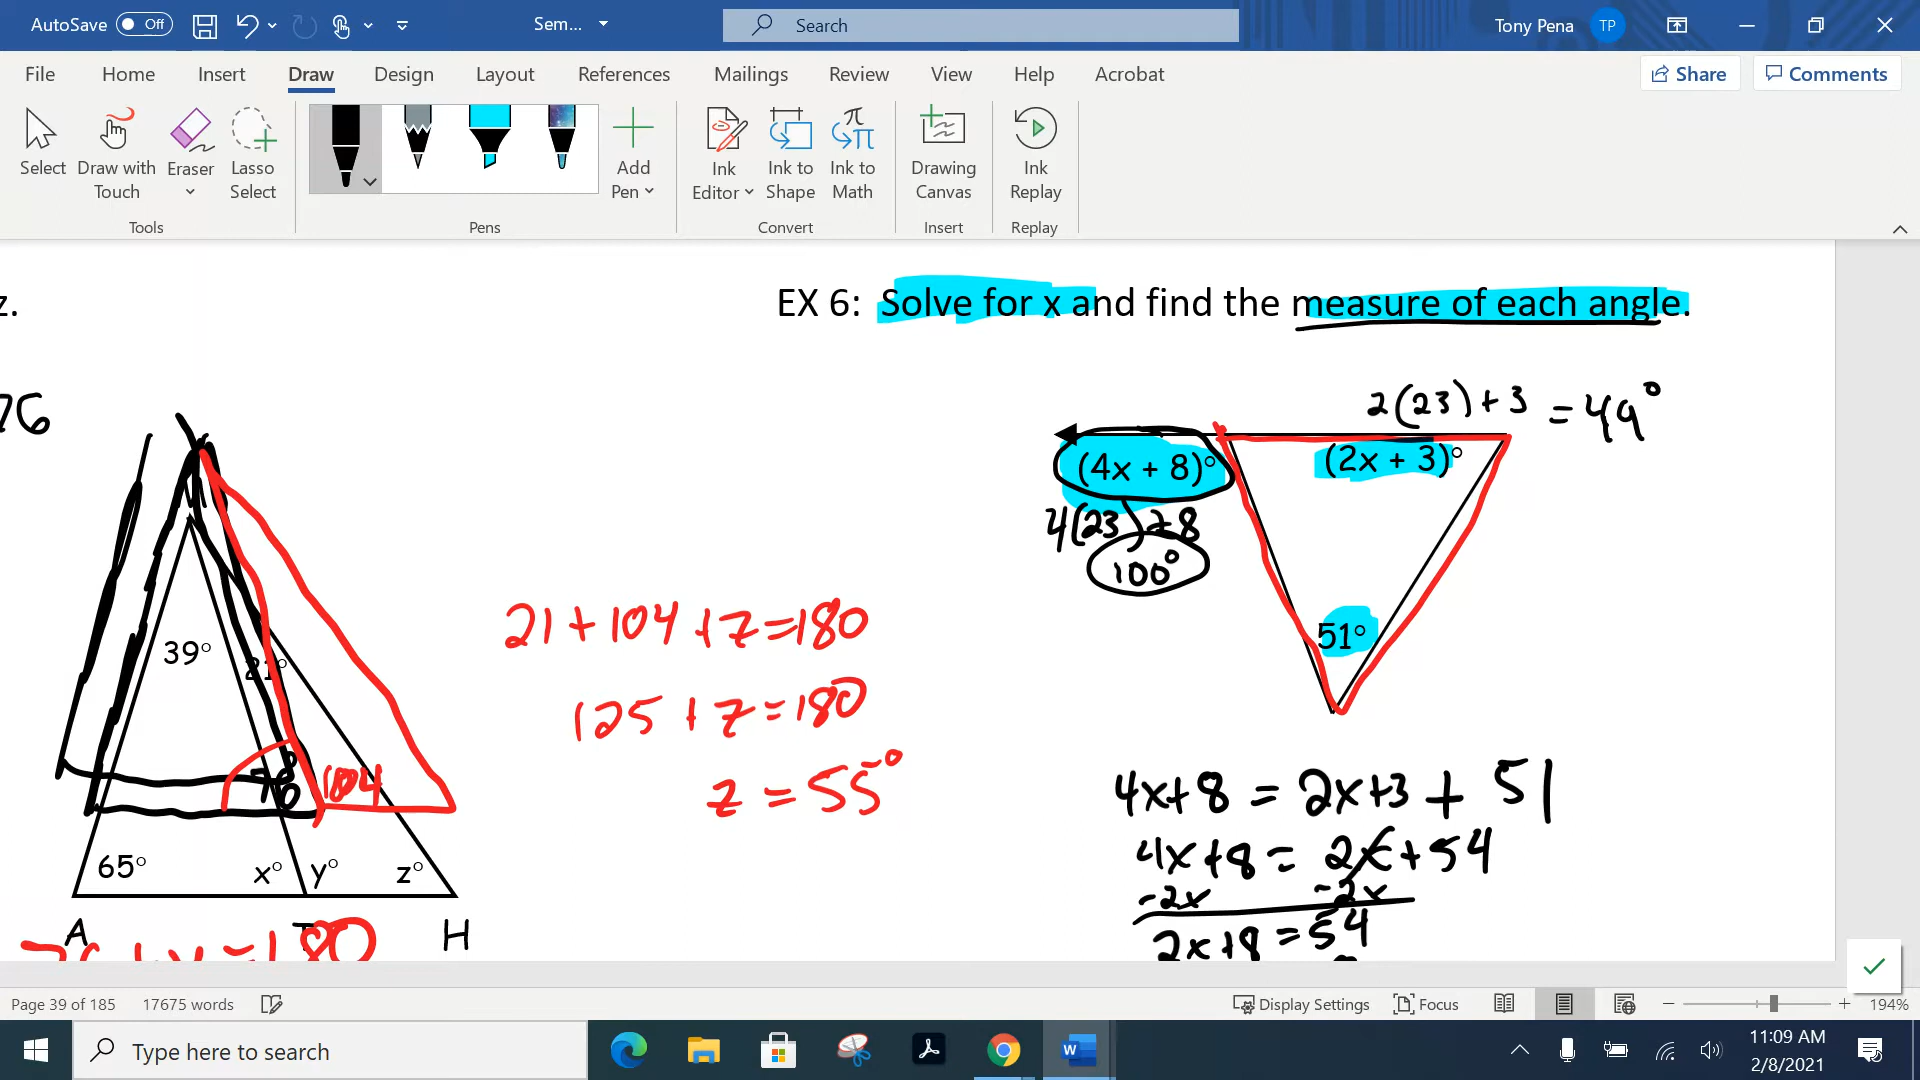 AutoSave Off Sem... Search Tony Pena TP
File Home Insert Draw Design Layout References Mailings Review View Help Acrobat Share Comments
Select Draw with Touch Eraser Lasso Select Add Pen Ink Editor Ink to Shape Ink to Math Drawing Canvas Ink Replay
Tools Pens Convert Insert Replay
z.
EX 6: Solve for x and find the measure of each angle.
76
2(23)+3 = 49°
(4x + 8)° (2x + 3)°
4(23)+8
100°
51°
39° 21°
21+104+z=180
125+z=180
z=55°
76 104
65° x° y° z°
A T H
76+y=180
4x+8=2x+3+51
4x+8=2x+54
-2x -2x
2x+8=54
Page 39 of 185 17675 words Display Settings Focus 194%
Type here to search 11:09 AM
2/8/2021